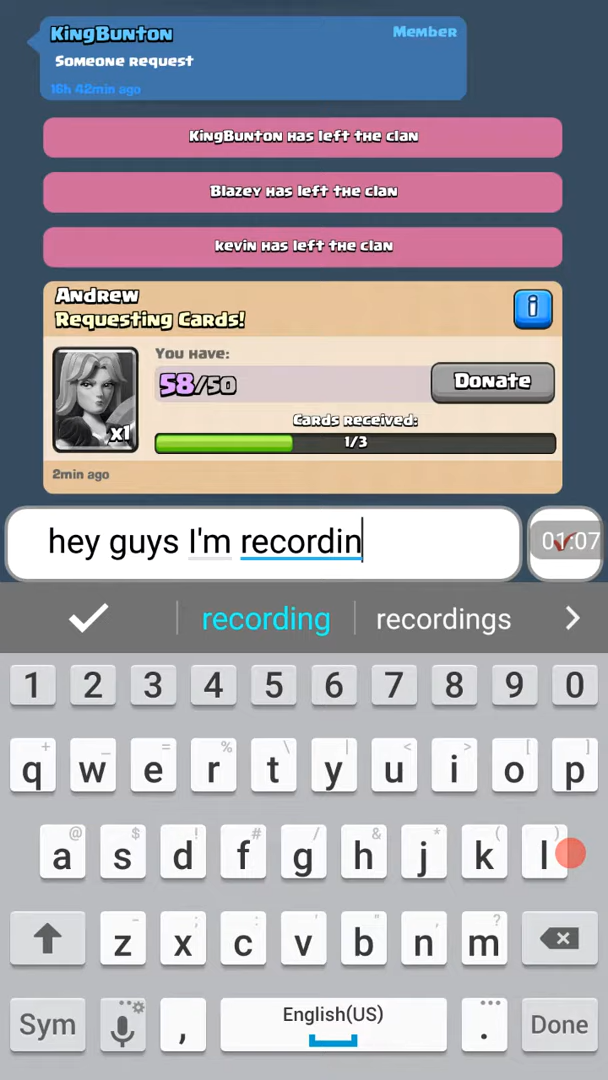 KingBunton Member
Someone request
16h 42min ago
KingBunton has left the clan
Blazey has left the clan
kevin has left the clan
Andrew
Requesting Cards!
i
You have:
58/50
Donate
x1
Cards received:
1/3
2min ago
hey guys I'm recordin
01:07
recording recordings >
1 2 3 4 5 6 7 8 9 0
+ _ = % \ | < > [ ]
q w e r t y u i o p
@ $ ! # / & * ( )
a s d f g h j k l
- ; : ' " ?
z x c v b n m
Sym , English(US) . Done